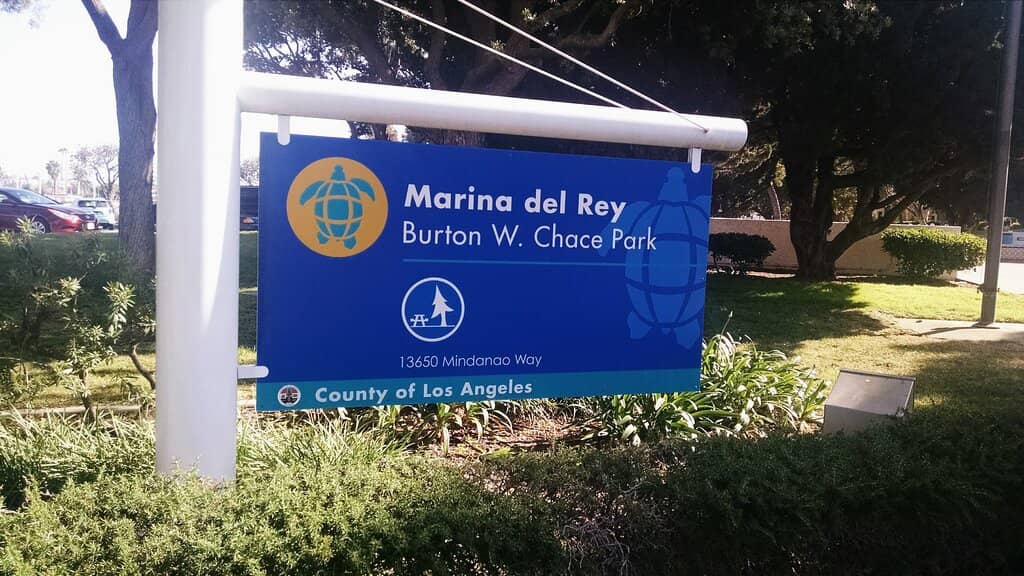 Marina del Rey
Burton W. Chace Park
13650 Mindanao Way
County of Los Angeles